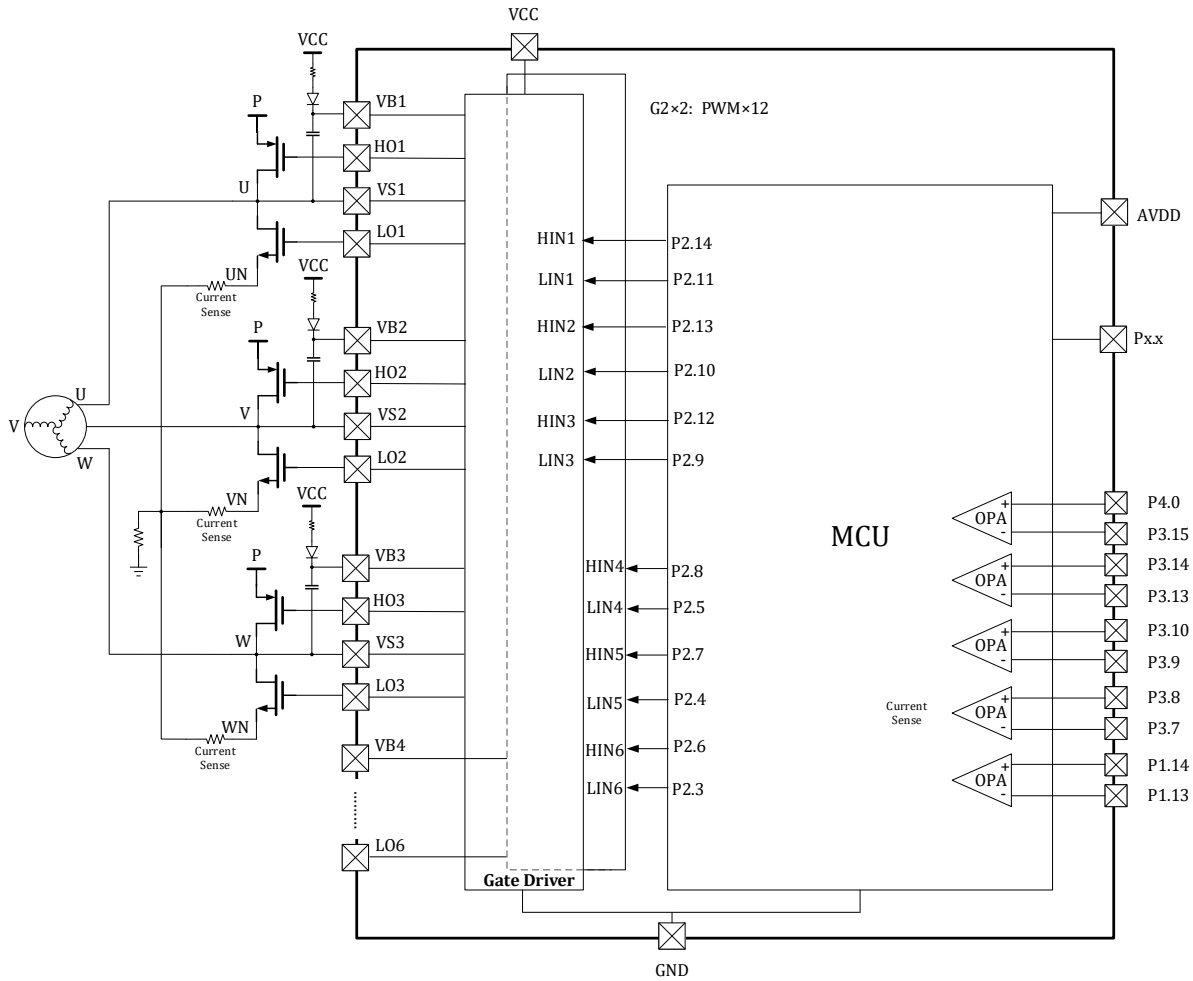 VCC
VCC
G2×2: PWM×12
VB1
P
HO1
U
VS1
AVDD
LO1
HIN1
P2.14
UN
VCC
LIN1
P2.11
Current
Sense
HIN2
P2.13
P
VB2
Px.x
LIN2
P2.10
HO2
U
V
VS2
HIN3
P2.12
V
W
LO2
LIN3
P2.9
VN
VCC
Current
Sense
MCU
OPA
+
-
P4.0
P3.15
P
VB3
HIN4
P2.8
OPA
+
-
P3.14
P3.13
HO3
LIN4
P2.5
W
VS3
HIN5
P2.7
OPA
+
-
P3.10
P3.9
LO3
LIN5
P2.4
Current
Sense
OPA
+
-
P3.8
P3.7
WN
Current
Sense
VB4
HIN6
P2.6
OPA
+
-
P1.14
P1.13
LIN6
P2.3
LO6
Gate Driver
GND